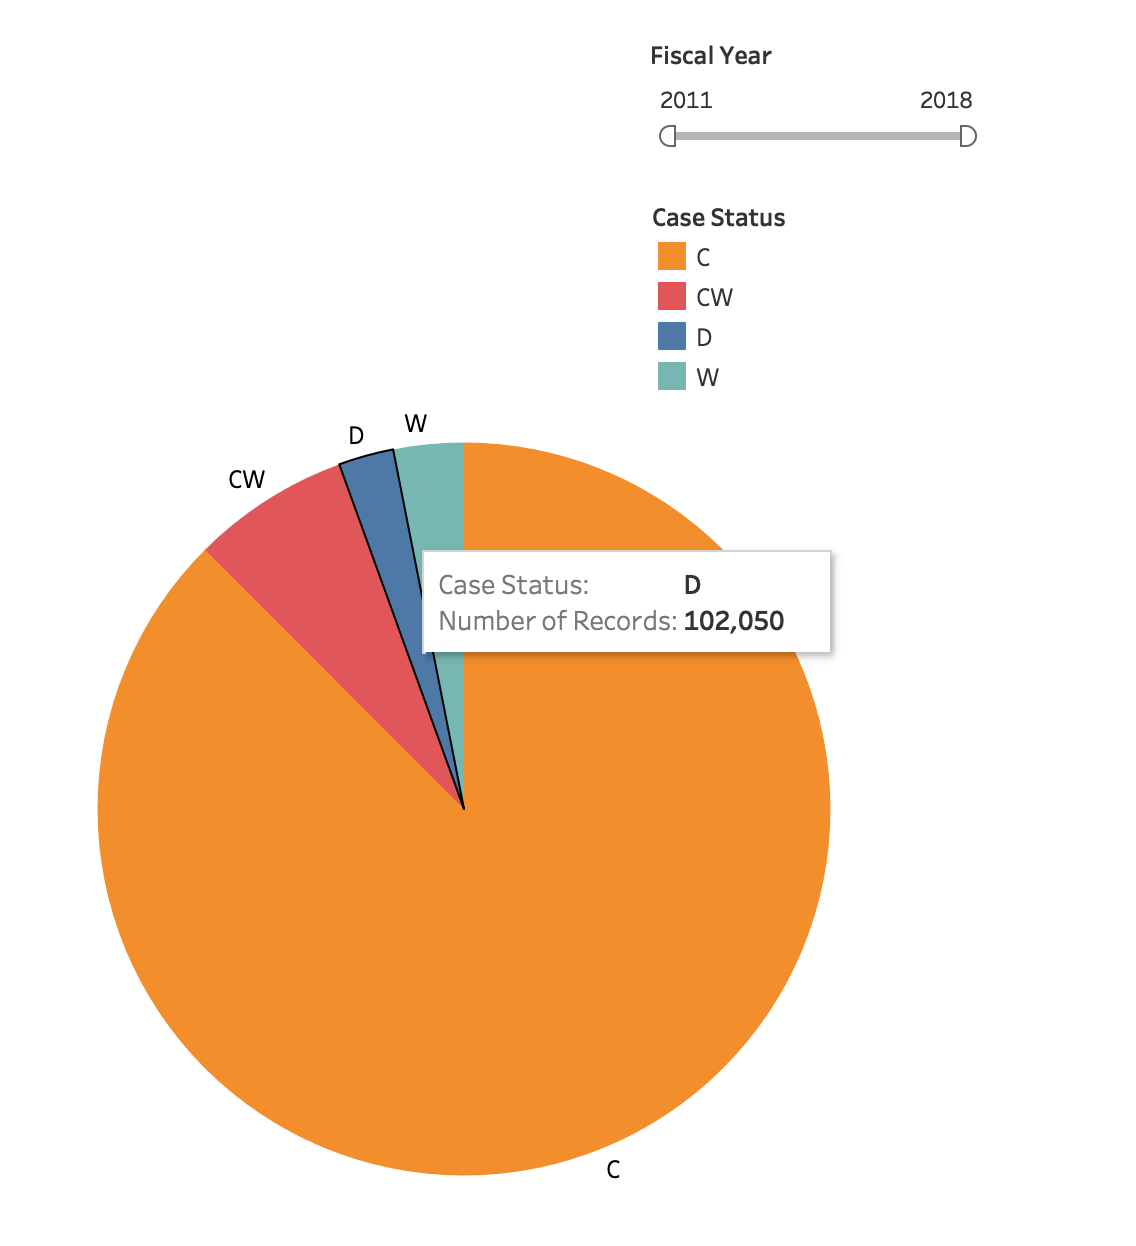 Fiscal Year
2011 2018
Case Status
C
CW
D
W
W
D
CW
Case Status: D
Number of Records: 102,050
C